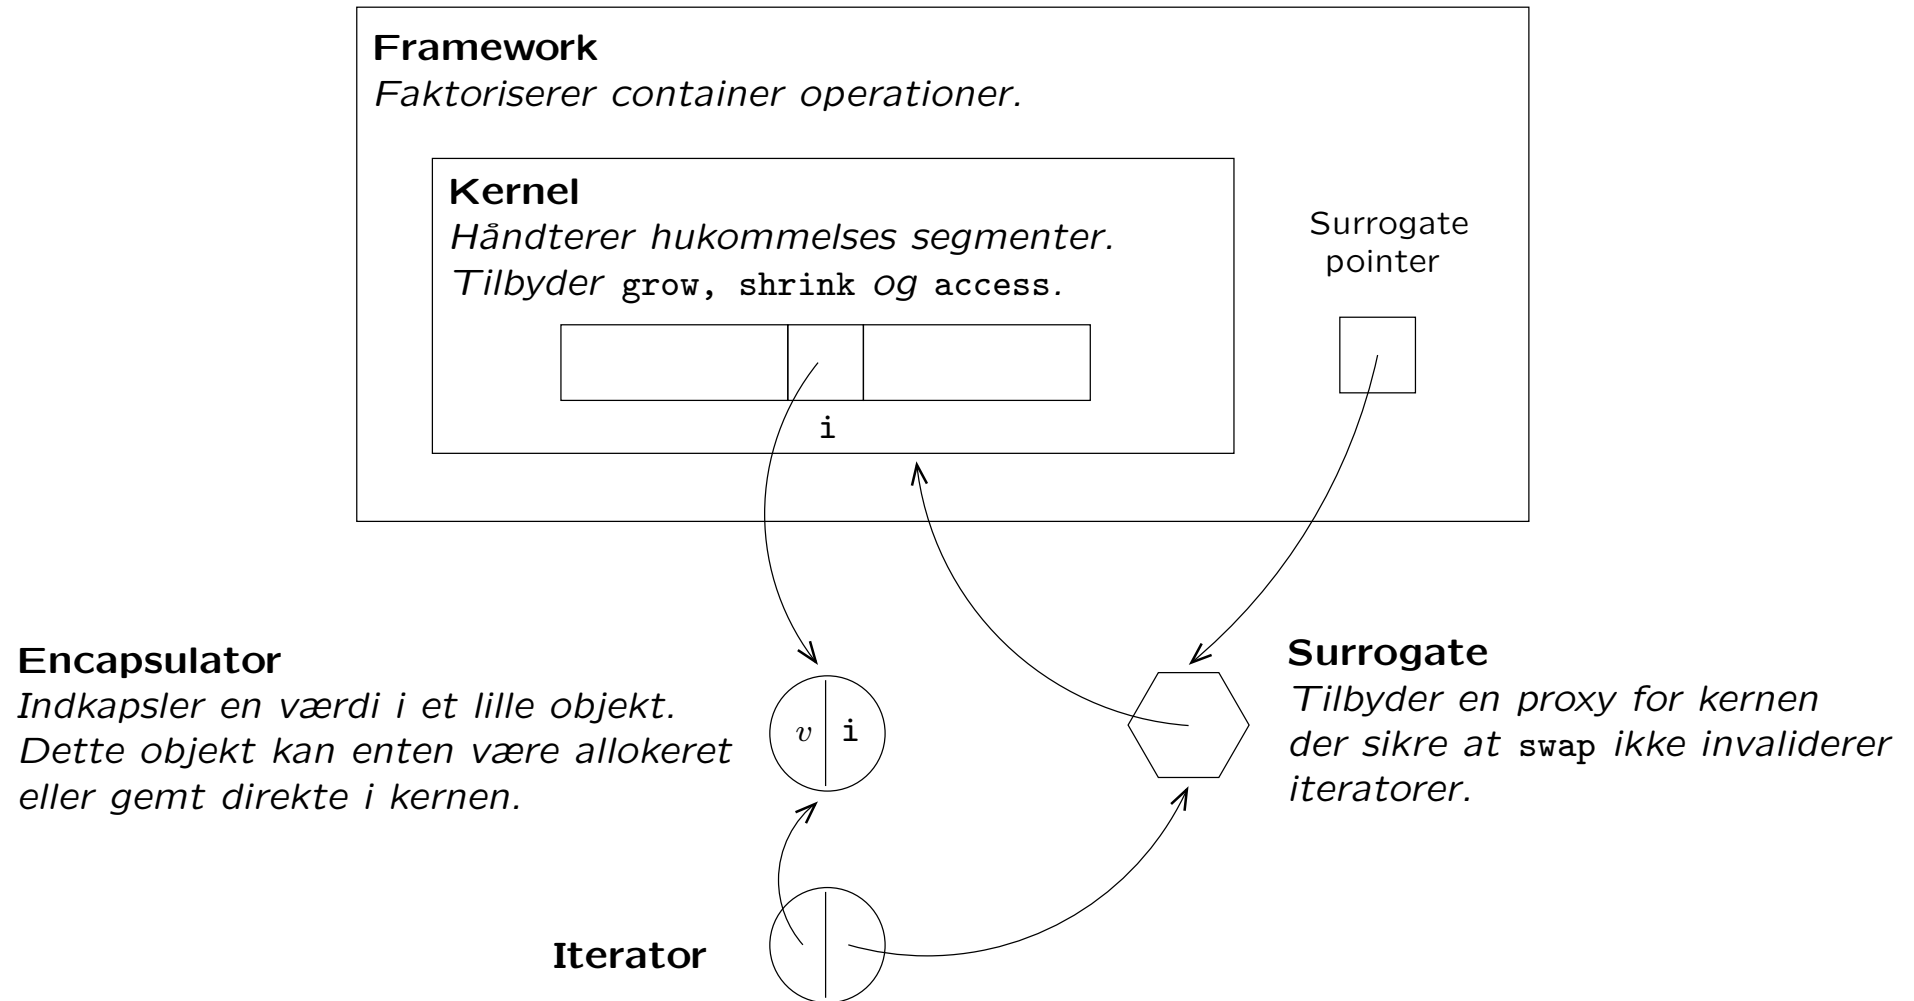 Framework
Faktoriserer container operationer.
Kernel
Håndterer hukommelses segmenter.
Tilbyder grow, shrink og access.
i
Surrogate
pointer
Encapsulator
Indkapsler en værdi i et lille objekt.
Dette objekt kan enten være allokeret
eller gemt direkte i kernen.
v i
Surrogate
Tilbyder en proxy for kernen
der sikre at swap ikke invaliderer
iteratorer.
Iterator